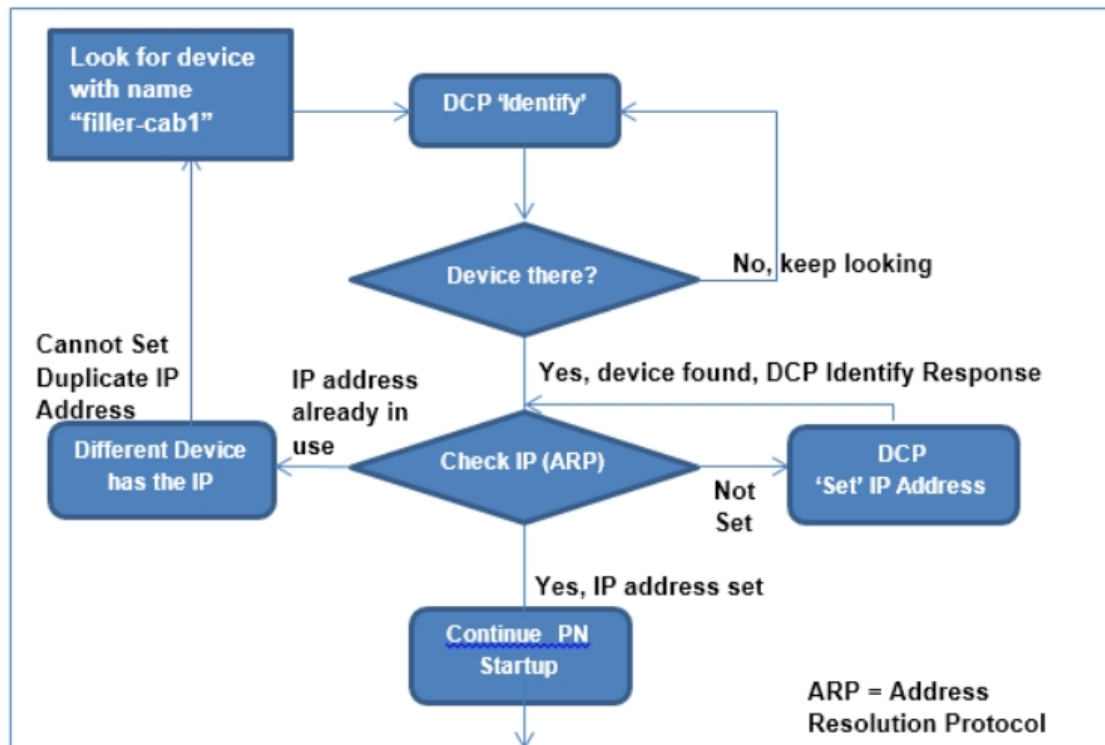 Look for device
with name
“filler-cab1”
DCP ‘Identify’
Device there?
No, keep looking
Yes, device found, DCP Identify Response
Cannot Set
Duplicate IP
Address
IP address
already in
use
Different Device
has the IP
Check IP (ARP)
Not
Set
DCP
‘Set’ IP Address
Yes, IP address set
Continue PN
Startup
ARP = Address
Resolution Protocol